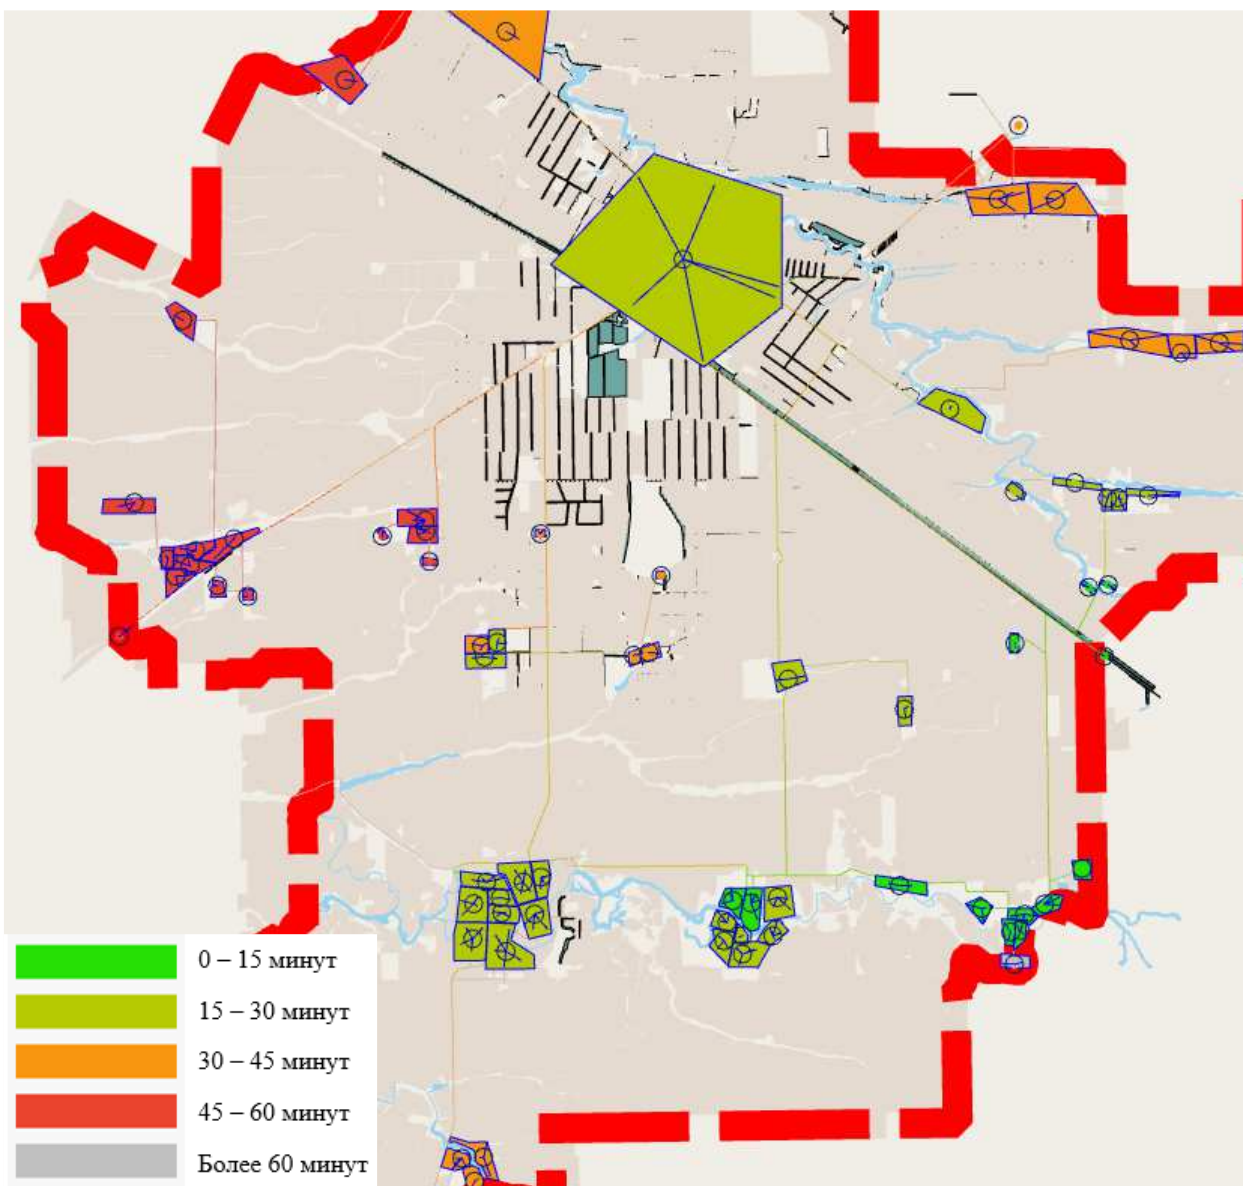 0 – 15 минут
15 – 30 минут
30 – 45 минут
45 – 60 минут
Более 60 минут